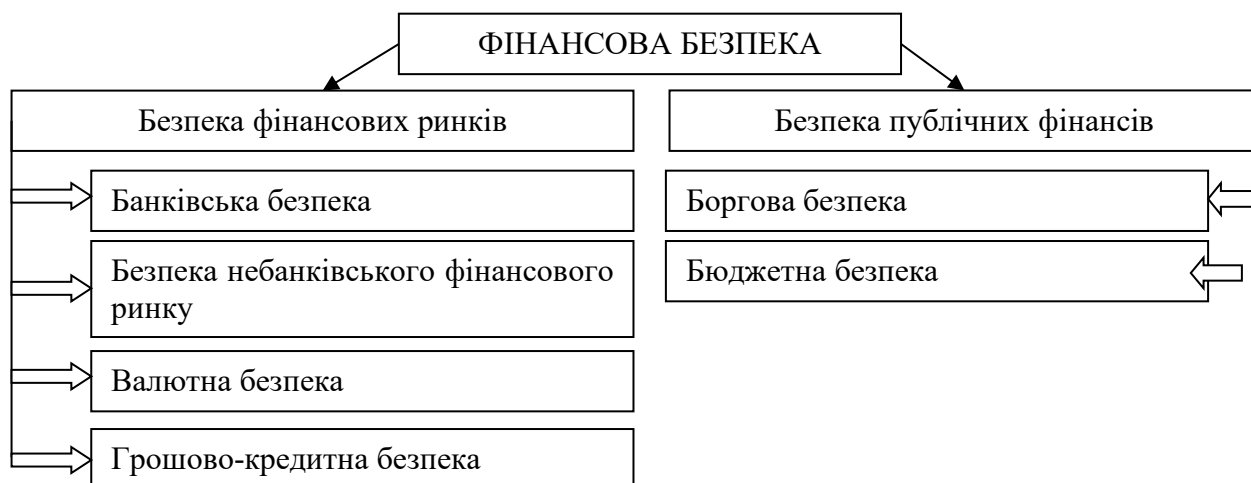 ФІНАНСОВА БЕЗПЕКА
Безпека фінансових ринків
Безпека публічних фінансів
Банківська безпека
Боргова безпека
Безпека небанківського фінансового
ринку
Бюджетна безпека
Валютна безпека
Грошово-кредитна безпека